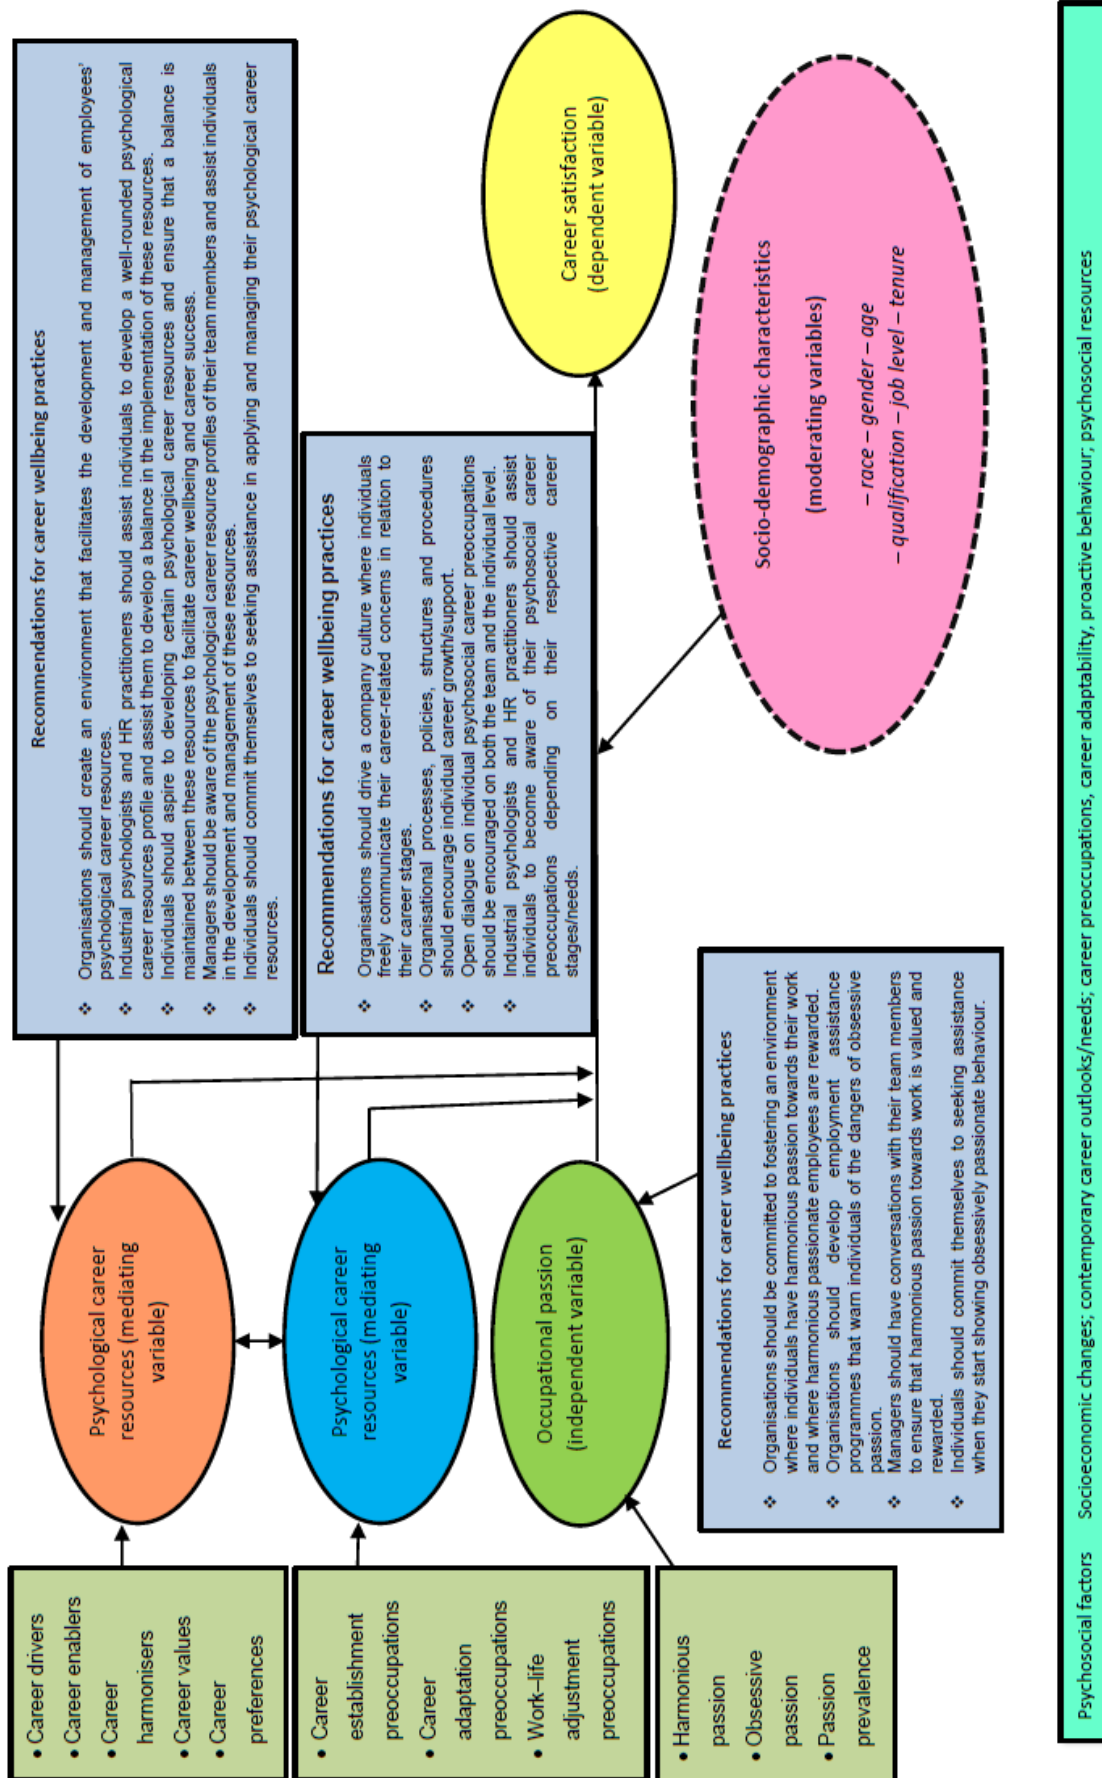 • Career drivers
• Career enablers
• Career
harmonisers
• Career values
• Career
preferences
Psychological career
resources (mediating
variable)
Recommendations for career wellbeing practices
❖ Organisations should create an environment that facilitates the development and management of employees'
psychological career resources.
❖ Industrial psychologists and HR practitioners should assist individuals to develop a well-rounded psychological
career resources profile and assist them to develop a balance in the implementation of these resources.
❖ Individuals should aspire to developing certain psychological career resources and ensure that a balance is
maintained between these resources to facilitate career wellbeing and career success.
❖ Managers should be aware of the psychological career resource profiles of their team members and assist individuals
in the development and management of these resources.
❖ Individuals should commit themselves to seeking assistance in applying and managing their psychological career
resources.
• Career
establishment
preoccupations
• Career
adaptation
preoccupations
• Work–life
adjustment
preoccupations
Psychological career
resources (mediating
variable)
Recommendations for career wellbeing practices
❖ Organisations should drive a company culture where individuals
freely communicate their career-related concerns in relation to
their career stages.
❖ Organisational processes, policies, structures and procedures
should encourage individual career growth/support.
❖ Open dialogue on individual psychosocial career preoccupations
should be encouraged on both the team and the individual level.
❖ Industrial psychologists and HR practitioners should assist
individuals to become aware of their psychosocial career
preoccupations depending on their respective career
stages/needs.
Career satisfaction
(dependent variable)
• Harmonious
passion
• Obsessive
passion
• Passion
prevalence
Occupational passion
(independent variable)
Recommendations for career wellbeing practices
❖ Organisations should be committed to fostering an environment
where individuals have harmonious passion towards their work
and where harmonious passionate employees are rewarded.
❖ Organisations should develop employment assistance
programmes that warn individuals of the dangers of obsessive
passion.
❖ Managers should have conversations with their team members
to ensure that harmonious passion towards work is valued and
rewarded.
❖ Individuals should commit themselves to seeking assistance
when they start showing obsessively passionate behaviour.
Socio-demographic characteristics
(moderating variables)
– race – gender – age
– qualification – job level – tenure
Psychosocial factors Socioeconomic changes; contemporary career outlooks/needs; career preoccupations, career adaptability, proactive behaviour; psychosocial resources